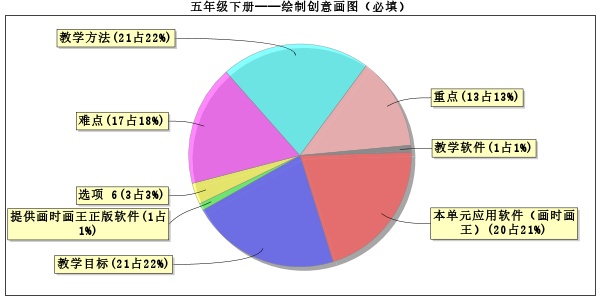 五年级下册——绘制创意画图（必填）
教学方法(21占22%)
重点(13占13%)
难点(17占18%)
教学软件(1占1%)
选项 6(3占3%)
提供画时画王正版软件(1占
1%)
本单元应用软件（画时画
王）(20占21%)
教学目标(21占22%)